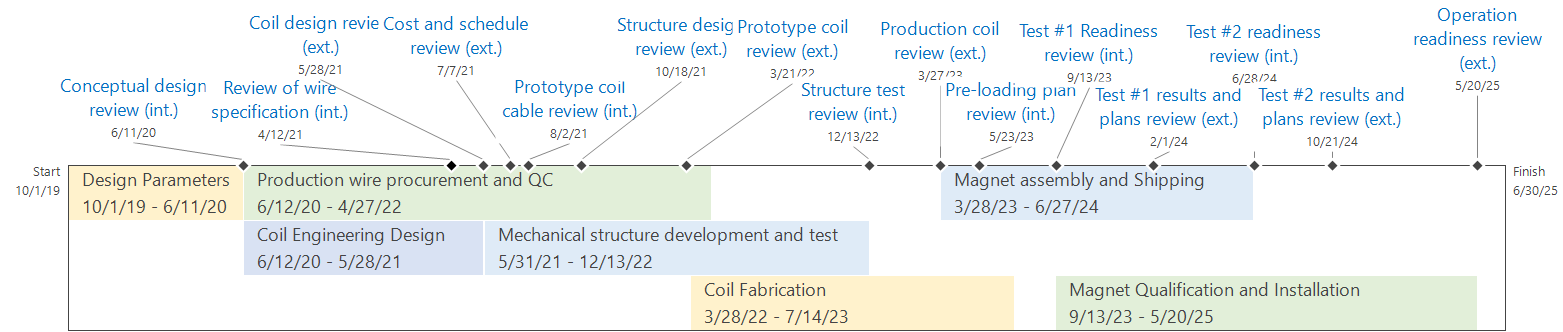 Coil design revie
(ext.)
5/28/21
Cost and schedule
review (ext.)
7/7/21
Structure desig
review (ext.)
10/18/21
Prototype coil
review (ext.)
3/21/22
Production coil
review (ext.)
3/27/23
Test #1 Readiness
review (int.)
9/13/23
Test #2 readiness
review (int.)
6/28/24
Operation
readiness review
(ext.)
5/20/25
Conceptual design
review (int.)
6/11/20
Review of wire
specification (int.)
4/12/21
Prototype coil
cable review (int.)
8/2/21
Structure test
review (int.)
12/13/22
Pre-loading plan
review (int.)
5/23/23
Test #1 results and
plans review (ext.)
2/1/24
Test #2 results and
plans review (ext.)
10/21/24
Start
10/1/19
Design Parameters
10/1/19 - 6/11/20
Production wire procurement and QC
6/12/20 - 4/27/22
Magnet assembly and Shipping
3/28/23 - 6/27/24
Finish
6/30/25
Coil Engineering Design
6/12/20 - 5/28/21
Mechanical structure development and test
5/31/21 - 12/13/22
Coil Fabrication
3/28/22 - 7/14/23
Magnet Qualification and Installation
9/13/23 - 5/20/25